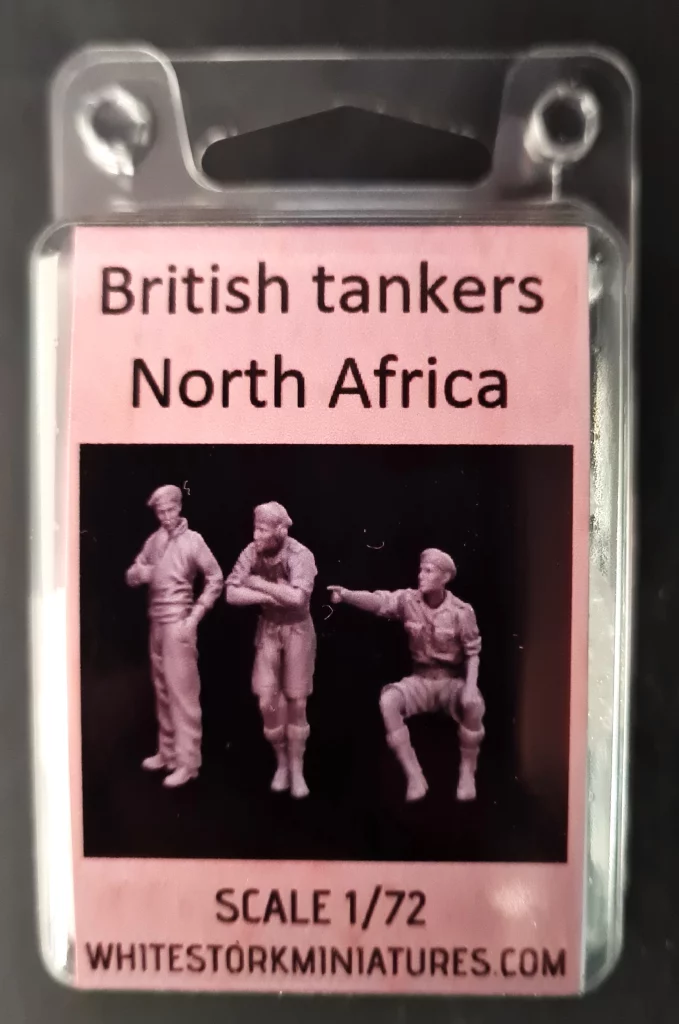 British tankers
North Africa
SCALE 1/72
WHITESTORKMINIATURES.COM